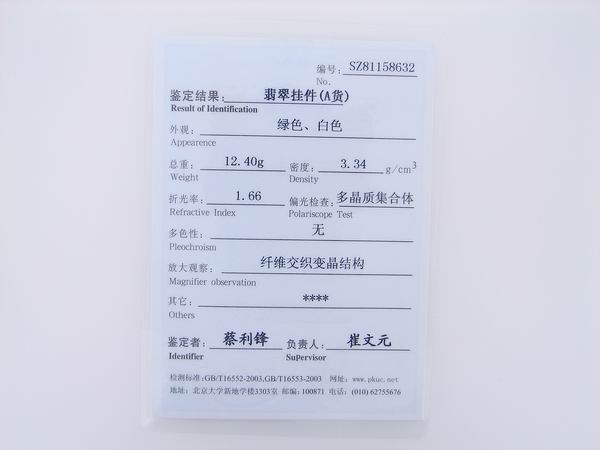 编号: SZ81158632
No.
鉴定结果: 翡翠挂件(A货)
Result of Identification
外观: 绿色、白色
Appearence
总重: 12.40g 密度: 3.34 g/cm³
Weight Density
折光率: 1.66 偏光检查: 多晶质集合体
Refractive Index Polariscope Test
多色性: 无
Pleochroism
放大观察: 纤维交织变晶结构
Magnifier observation
其它: ****
Others
鉴定者: 蔡利锋 负责人: 崔文元
Identifier Supervisor
检测标准:GB/T16552-2003,GB/T16553-2003 网址: www.pkuc.net
地址: 北京大学新地学楼3303室 邮编:100871 电话: (010) 62755676